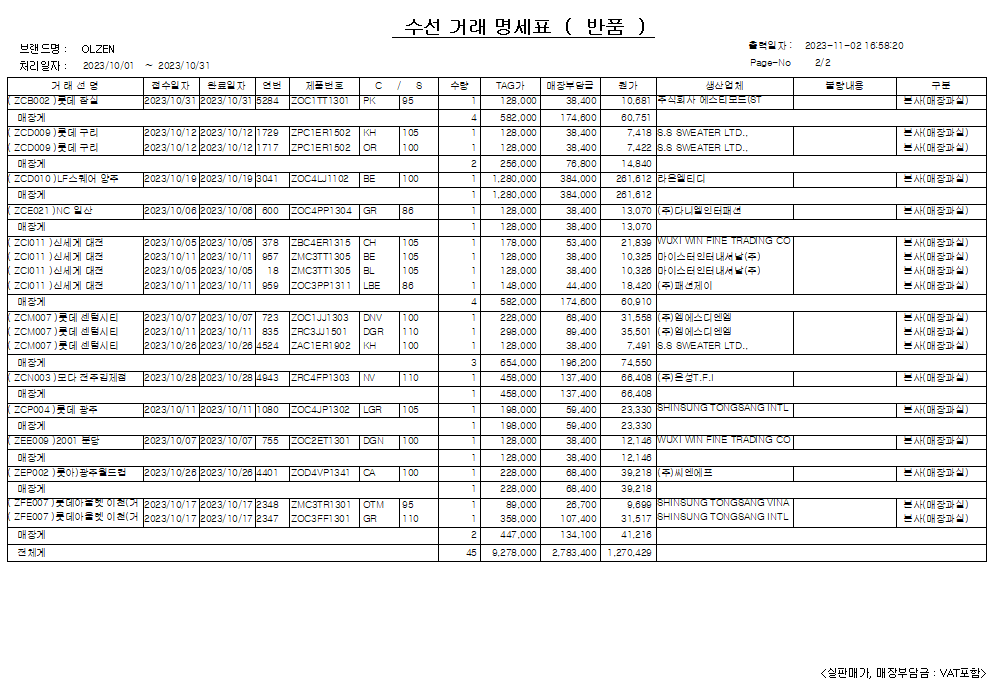 수선 거래 명세표 ( 반품 )
브랜드명 : OLZEN
출력일자 : 2023-11-02 16:58:20
처리일자 : 2023/10/01 ~ 2023/10/31
Page-No 2/2
거 래 선 명 접수일자 완료일자 연번 제품번호 C / S 수량 TAG가 매장부담금 원가 생산업체 불량내용 구분
( ZCB002 )롯데 잠실 2023/10/31 2023/10/31 5284 ZOC1TT1301 PK 95 1 128,000 38,400 10,681 주식회사 에스티모드(ST 본사(매장과실)
매장계 4 582,000 174,600 60,751
( ZCD009 )롯데 구리 2023/10/12 2023/10/12 1729 ZPC1ER1502 KH 105 1 128,000 38,400 7,418 S.S SWEATER LTD., 본사(매장과실)
( ZCD009 )롯데 구리 2023/10/12 2023/10/12 1717 ZPC1ER1502 OR 100 1 128,000 38,400 7,422 S.S SWEATER LTD., 본사(매장과실)
매장계 2 256,000 76,800 14,840
( ZCD010 )LF스퀘어 양주 2023/10/19 2023/10/19 3041 ZOC4LJ1102 BE 100 1 1,280,000 384,000 261,612 라온엘티디 본사(매장과실)
매장계 1 1,280,000 384,000 261,612
( ZCE021 )NC 일산 2023/10/06 2023/10/06 600 ZOC4PP1304 GR 86 1 128,000 38,400 13,070 (주)다니엘인터패션 본사(매장과실)
매장계 1 128,000 38,400 13,070
( ZCI011 )신세계 대전 2023/10/05 2023/10/05 378 ZBC4ER1315 CH 105 1 178,000 53,400 21,839 WUXI WIN FINE TRADING CO 본사(매장과실)
( ZCI011 )신세계 대전 2023/10/11 2023/10/11 957 ZMC3TT1305 BE 105 1 128,000 38,400 10,325 마이스터인터내셔날(주) 본사(매장과실)
( ZCI011 )신세계 대전 2023/10/05 2023/10/05 18 ZMC3TT1305 BL 105 1 128,000 38,400 10,326 마이스터인터내셔날(주) 본사(매장과실)
( ZCI011 )신세계 대전 2023/10/11 2023/10/11 959 ZOC3PP1311 LBE 86 1 148,000 44,400 18,420 (주)패션제이 본사(매장과실)
매장계 4 582,000 174,600 60,910
( ZCM007 )롯데 센텀시티 2023/10/07 2023/10/07 723 ZOC1JJ1303 DNV 100 1 228,000 68,400 31,558 (주)엠에스디엔엠 본사(매장과실)
( ZCM007 )롯데 센텀시티 2023/10/11 2023/10/11 835 ZRC3JJ1501 DGR 110 1 298,000 89,400 35,501 (주)엠에스디엔엠 본사(매장과실)
( ZCM007 )롯데 센텀시티 2023/10/26 2023/10/26 4524 ZAC1ER1902 KH 100 1 128,000 38,400 7,491 S.S SWEATER LTD., 본사(매장과실)
매장계 3 654,000 196,200 74,550
( ZCN003 )모다 전주김제점 2023/10/28 2023/10/28 4943 ZRC4FP1303 NV 110 1 458,000 137,400 66,408 (주)은성T.F.I 본사(매장과실)
매장계 1 458,000 137,400 66,408
( ZCP004 )롯데 광주 2023/10/11 2023/10/11 1080 ZOC4JP1302 LGR 105 1 198,000 59,400 23,330 SHINSUNG TONGSANG INTL 본사(매장과실)
매장계 1 198,000 59,400 23,330
( ZEE009 )2001 분당 2023/10/07 2023/10/07 755 ZOC2ET1301 DGN 100 1 128,000 38,400 12,146 WUXI WIN FINE TRADING CO 본사(매장과실)
매장계 1 128,000 38,400 12,146
( ZEP002 )롯아)광주월드컵 2023/10/26 2023/10/26 4401 ZOD4VP1341 CA 100 1 228,000 68,400 39,218 (주)씨엔에프 본사(매장과실)
매장계 1 228,000 68,400 39,218
( ZFE007 )롯데아울렛 이천(거 2023/10/17 2023/10/17 2348 ZMC3TR1301 OTM 95 1 89,000 26,700 9,699 SHINSUNG TONGSANG VINA 본사(매장과실)
( ZFE007 )롯데아울렛 이천(거 2023/10/17 2023/10/17 2347 ZOC3FF1301 GR 110 1 358,000 107,400 31,517 SHINSUNG TONGSANG INTL 본사(매장과실)
매장계 2 447,000 134,100 41,216
전체계 45 9,278,000 2,783,400 1,270,429
<실판매가, 매장부담금 : VAT포함>